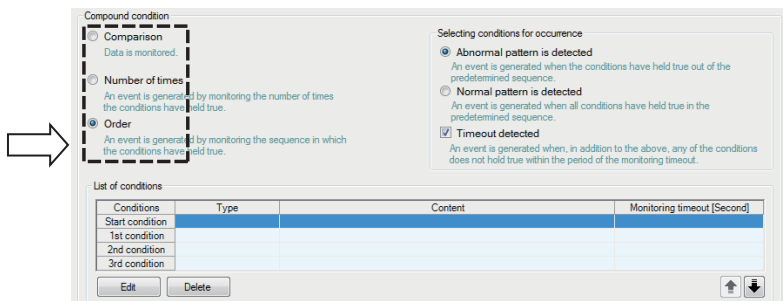 Compound condition
Comparison
Data is monitored.
Number of times
An event is generated by monitoring the number of times
the conditions have held true.
Order
An event is generated by monitoring the sequence in which
the conditions have held true.
Selecting conditions for occurrence
Abnormal pattern is detected
An event is generated when the conditions have held true out of the
predetermined sequence.
Normal pattern is detected
An event is generated when all conditions have held true in the
predetermined sequence.
Timeout detected
An event is generated when, in addition to the above, any of the conditions
does not hold true within the period of the monitoring timeout.
List of conditions
Conditions Type Content Monitoring timeout [Second]
Start condition
1st condition
2nd condition
3rd condition
Edit Delete